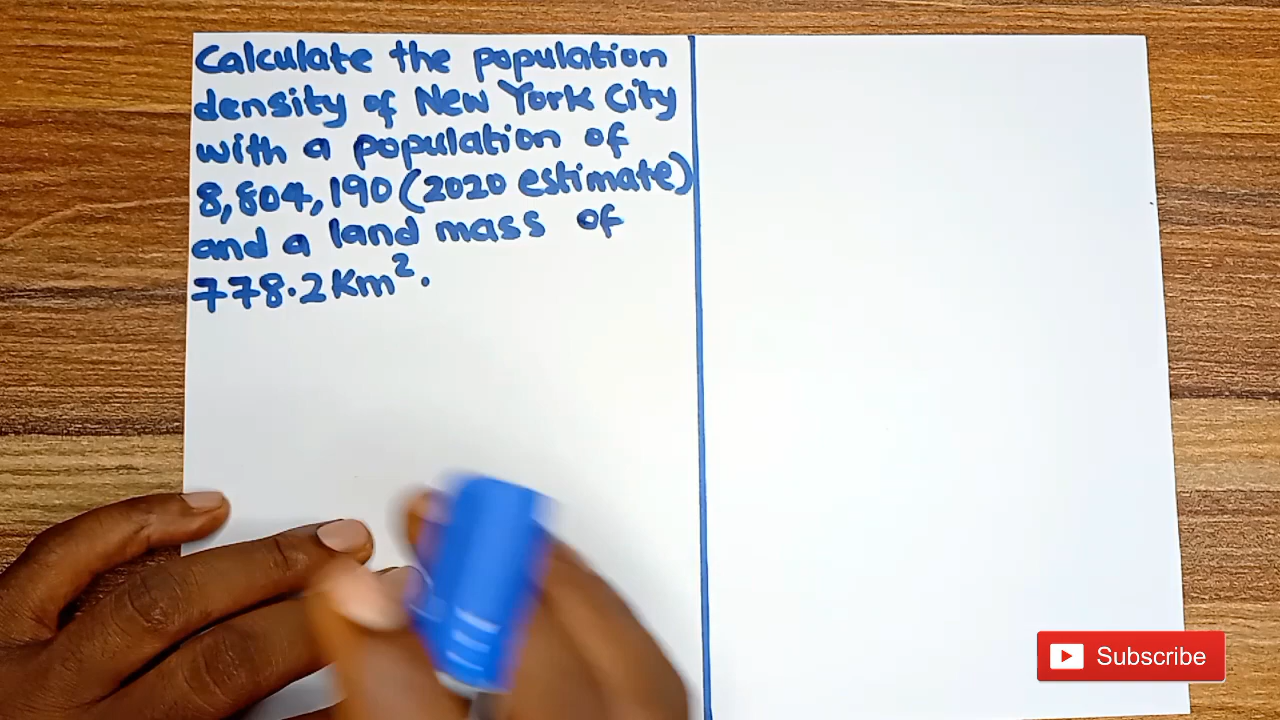 Calculate the population
density of New York City
with a population of
8,804,190 (2020 estimate)
and a land mass of
778.2 Km².
Subscribe